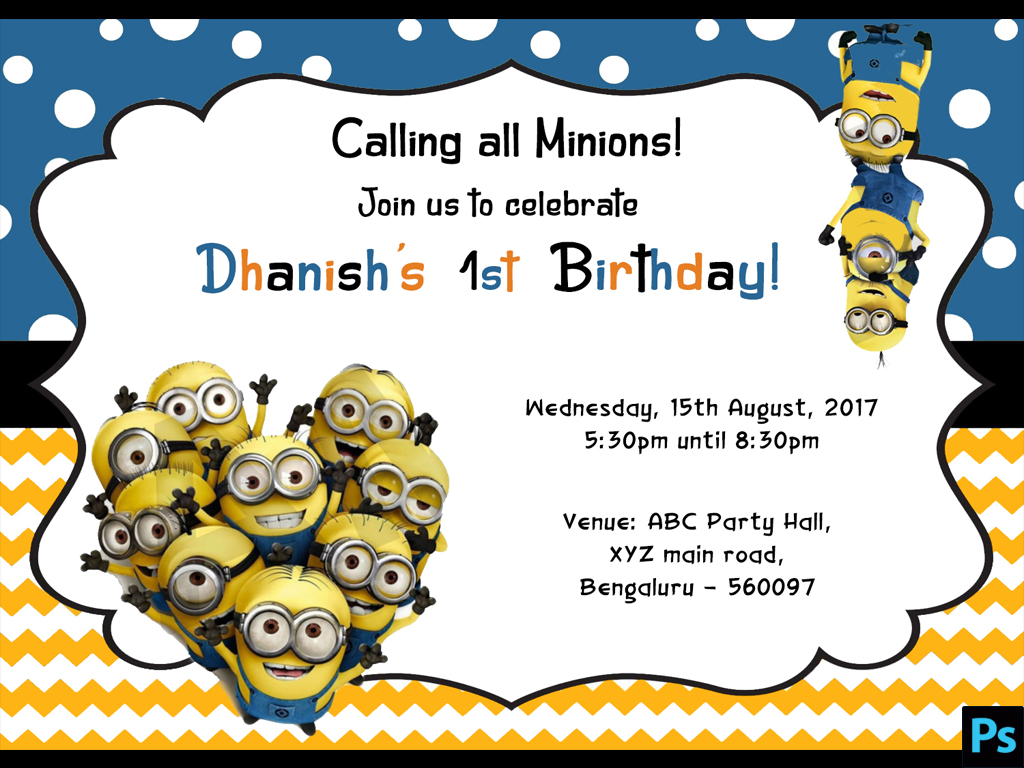 Calling all Minions!
Join us to celebrate
Dhanish's 1st Birthday!
Wednesday, 15th August, 2017
5:30pm until 8:30pm
Venue: ABC Party Hall,
XYZ main road,
Bengaluru – 560097
Ps